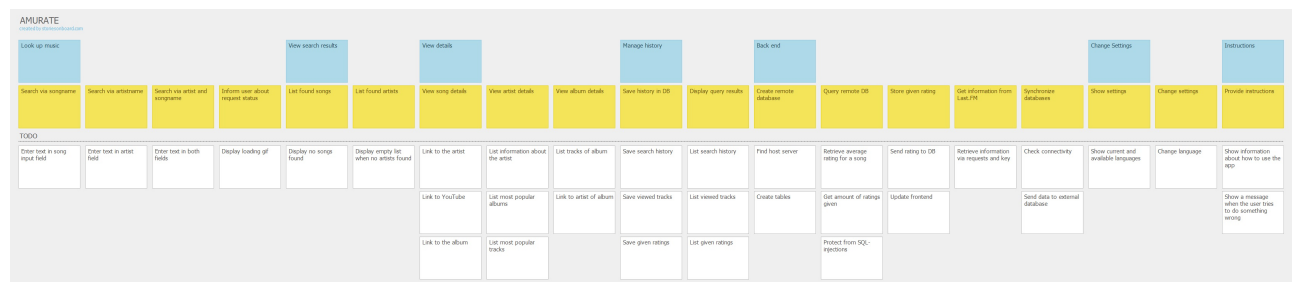 AMURATE
created by storiesonboard.com
Look up music
View search results
View details
Manage history
Back end
Change Settings
Instructions
Search via songname
Search via artistname
Search via artist and
songname
Inform user about
request status
List found songs
List found artists
View song details
View artist details
View album details
Save history in DB
Display query results
Create remote
database
Query remote DB
Store given rating
Get information from
Last.FM
Synchronize
databases
Show settings
Change settings
Provide instructions
TODO
Enter text in song
input field
Enter text in artist
field
Enter text in both
fields
Display loading gif
Display no songs
found
Display empty list
when no artists found
Link to the artist
List information about
the artist
List tracks of album
Save search history
List search history
Find host server
Retrieve average
rating for a song
Send rating to DB
Retrieve information
via requests and key
Check connectivity
Show current and
available languages
Change language
Show information
about how to use the
app
Link to YouTube
List most popular
albums
Link to artist of album
Save viewed tracks
List viewed tracks
Create tables
Get amount of ratings
given
Update frontend
Send data to external
database
Show a message
when the user tries
to do something
wrong
Link to the album
List most popular
tracks
Save given ratings
List given ratings
Protect from SQL-
injections